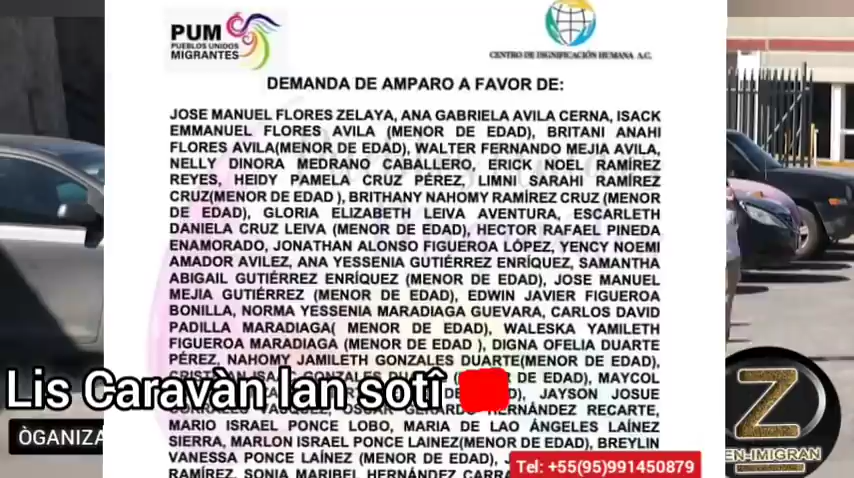 PUM
PUEBLOS UNIDOS
MIGRANTES
CENTRO DE DIGNIFICACIÓN HUMANA A.C.
DEMANDA DE AMPARO A FAVOR DE:
JOSE MANUEL FLORES ZELAYA, ANA GABRIELA AVILA CERNA, ISACK
EMMANUEL FLORES AVILA (MENOR DE EDAD), BRITANI ANAHI
FLORES AVILA(MENOR DE EDAD), WALTER FERNANDO MEJIA AVILA,
NELLY DINORA MEDRANO CABALLERO, ERICK NOEL RAMÍREZ
REYES, HEIDY PAMELA CRUZ PÉREZ, LIMNI SARAHI RAMÍREZ
CRUZ(MENOR DE EDAD ), BRITHANY NAHOMY RAMÍREZ CRUZ (MENOR
DE EDAD), GLORIA ELIZABETH LEIVA AVENTURA, ESCARLETH
DANIELA CRUZ LEIVA (MENOR DE EDAD), HECTOR RAFAEL PINEDA
ENAMORADO, JONATHAN ALONSO FIGUEROA LÓPEZ, YENCY NOEMI
AMADOR AVILEZ, ANA YESSENIA GUTIÉRREZ ENRÍQUEZ, SAMANTHA
ABIGAIL GUTIÉRREZ ENRÍQUEZ (MENOR DE EDAD), JOSE MANUEL
MEJIA GUTIÉRREZ (MENOR DE EDAD), EDWIN JAVIER FIGUEROA
BONILLA, NORMA YESSENIA MARADIAGA GUEVARA, CARLOS DAVID
PADILLA MARADIAGA( MENOR DE EDAD), WALESKA YAMILETH
FIGUEROA MARADIAGA (MENOR DE EDAD ), DIGNA OFELIA DUARTE
PÉREZ, NAHOMY JAMILETH GONZALES DUARTE(MENOR DE EDAD),
DE EDAD), MAYCOL
JAYSON JOSUE
HERNÁNDEZ RECARTE,
MARIO ISRAEL PONCE LOBO, MARIA DE LAO ÁNGELES LAÍNEZ
SIERRA, MARLON ISRAEL PONCE LAINEZ(MENOR DE EDAD), BREYLIN
VANESSA PONCE LAÍNEZ (MENOR DE EDAD),
RAMÍREZ, SONIA MARIBEL HERNÁNDEZ
Lis Caravàn lan sotî
ÒGANIZA
Tel: +55(95)991450879
Z
EN-IMIGRAN